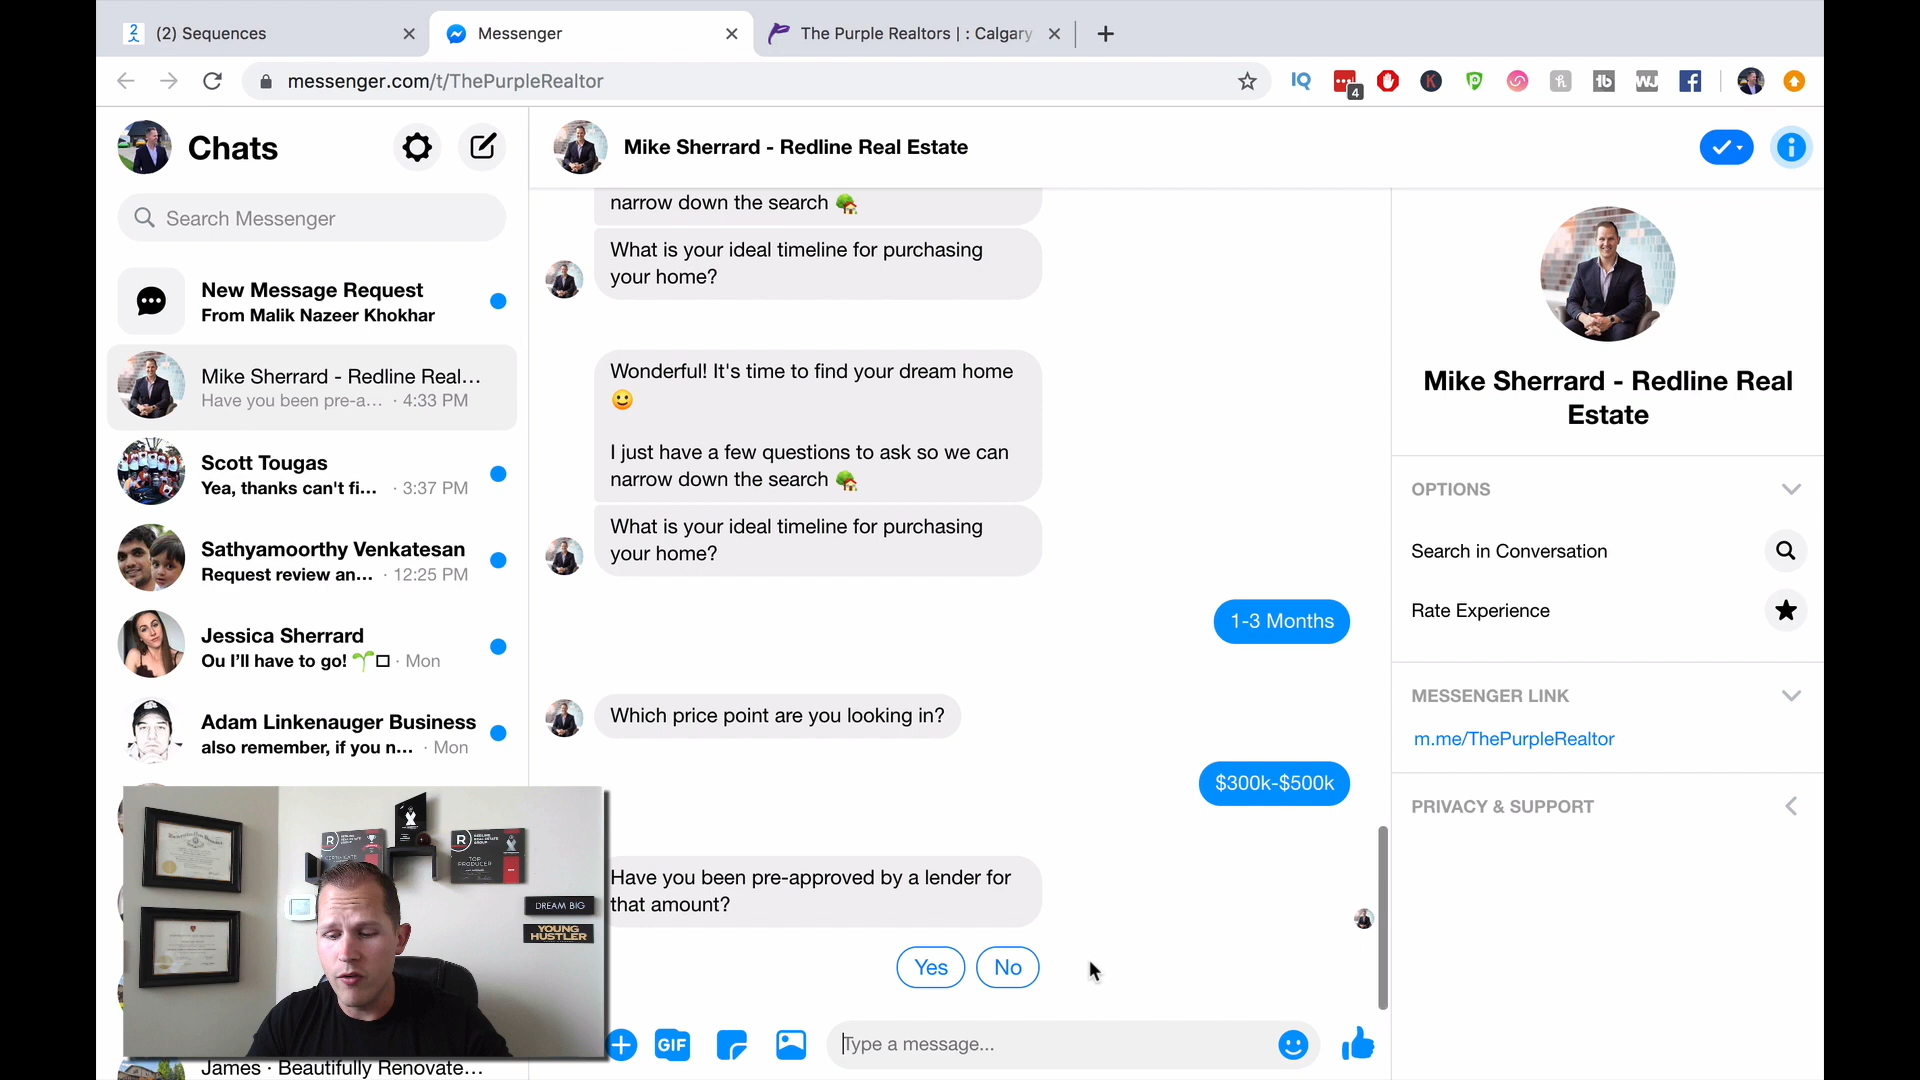 (2) Sequences
Messenger
The Purple Realtors | : Calgary
messenger.com/t/ThePurpleRealtor
4
Chats
Search Messenger
New Message Request
From Malik Nazeer Khokhar
Mike Sherrard - Redline Real...
Have you been pre-a... · 4:33 PM
Scott Tougas
Yea, thanks can't fi... · 3:37 PM
Sathyamoorthy Venkatesan
Request review an... · 12:25 PM
Jessica Sherrard
Ou I'll have to go! 🌱☐ · Mon
Adam Linkenauger Business
also remember, if you n... · Mon
James · Beautifully Renovate...
Mike Sherrard - Redline Real Estate
narrow down the search 🏡
What is your ideal timeline for purchasing
your home?
Wonderful! It's time to find your dream home
🙂
I just have a few questions to ask so we can
narrow down the search 🏡
What is your ideal timeline for purchasing
your home?
1-3 Months
Which price point are you looking in?
$300k-$500k
Have you been pre-approved by a lender for
that amount?
Yes
No
GIF
Type a message...
Mike Sherrard - Redline Real
Estate
OPTIONS
Search in Conversation
Rate Experience
MESSENGER LINK
m.me/ThePurpleRealtor
PRIVACY & SUPPORT
TOP
PRODUCER
DREAM BIG
YOUNG
HUSTLER